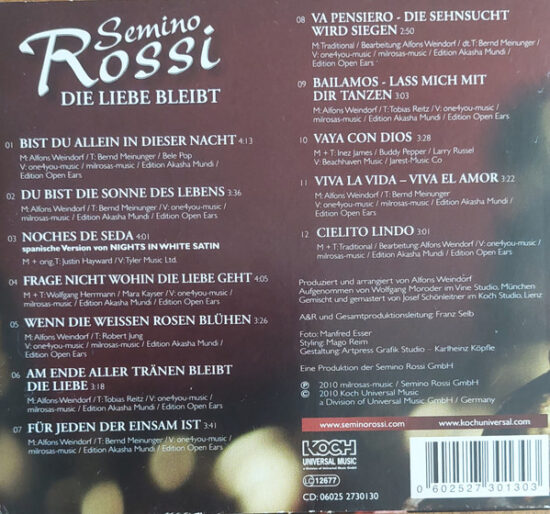 Semino
Rossi
DIE LIEBE BLEIBT
01 BIST DU ALLEIN IN DIESER NACHT 4:13
M: Alfons Weindorf / T: Bernd Meinunger / Bele Pop
V: one4you-music / milrosas-music / Edition Akasha Mundi /
Edition Open Ears
02 DU BIST DIE SONNE DES LEBENS 3:36
M: Alfons Weindorf / T: Bernd Meinunger / V: one4you-music /
milrosas-music / Edition Akasha Mundi / Edition Open Ears
03 NOCHES DE SEDA 4:01
spanische Version von NIGHTS IN WHITE SATIN
M + orig.T: Justin Hayward / V:Tyler Music Ltd.
04 FRAGE NICHT WOHIN DIE LIEBE GEHT 4:05
M + T: Wolfgang Herrmann / Mara Kayser / V: one4you-music /
milrosas-music / Edition Akasha Mundi / Edition Open Ears
05 WENN DIE WEISSEN ROSEN BLÜHEN 3:26
M: Alfons Weindorf / T: Robert Jung
V: one4you-music / milrosas-music / Edition Akasha Mundi /
Edition Open Ears
06 AM ENDE ALLER TRÄNEN BLEIBT
DIE LIEBE 3:18
M: Alfons Weindorf / T: Tobias Reitz / V: one4you-music /
milrosas-music / Edition Akasha Mundi / Edition Open Ears
07 FÜR JEDEN DER EINSAM IST 3:41
M: Alfons Weindorf / T: Bernd Meinunger / V: one4you-music /
milrosas-music / Edition Akasha Mundi / Edition Open Ears
08 VA PENSIERO - DIE SEHNSUCHT
WIRD SIEGEN 2:50
M: Traditional / Bearbeitung Alfons Weindorf / dt.T: Bernd Meinunger /
V: one4you-music / milrosas-music / Edition Akasha Mundi /
Edition Open Ears
09 BAILAMOS - LASS MICH MIT
DIR TANZEN 3:03
M: Alfons Weindorf / T: Tobias Reitz / V: one4you-music /
milrosas-music / Edition Akasha Mundi / Edition Open Ears
10 VAYA CON DIOS 3:28
M + T: Inez James / Buddy Pepper / Larry Russel
V: Beachhaven Music / Jarest-Music Co
11 VIVA LA VIDA – VIVA EL AMOR 3:22
M: Alfons Weindorf / T: Bernd Meinunger
V: one4you-music / milrosas-music / Edition Akasha Mundi /
Edition Open Ears
12 CIELITO LINDO 3:01
M + T: Traditional / Bearbeitung Alfons Weindorf / V: one4you-music /
milrosas-music / Edition Akasha Mundi / Edition Open Ears
Produziert und arrangiert von Alfons Weindorf
Aufgenommen von Wolfgang Moroder im Vine Studio, München
Gemischt und gemastert von Josef Schönleitner im Koch Studio, Lienz
A&R und Gesamtproduktionsleitung: Franz Selb
Foto: Manfred Esser
Styling: Mago Reim
Gestaltung: Artpress Grafik Studio – Karlheinz Köpfle
Eine Produktion der Semino Rossi GmbH
Ⓟ 2010 milrosas-music / Semino Rossi GmbH
© 2010 Koch Universal Music
a Division of Universal Music GmbH / Germany
www.seminorossi.com www.kochuniversal.com
KOCH
UNIVERSAL MUSIC
a division of Universal Music GmbH
LC 12677
CD: 06025 2730130
0 602527 301303